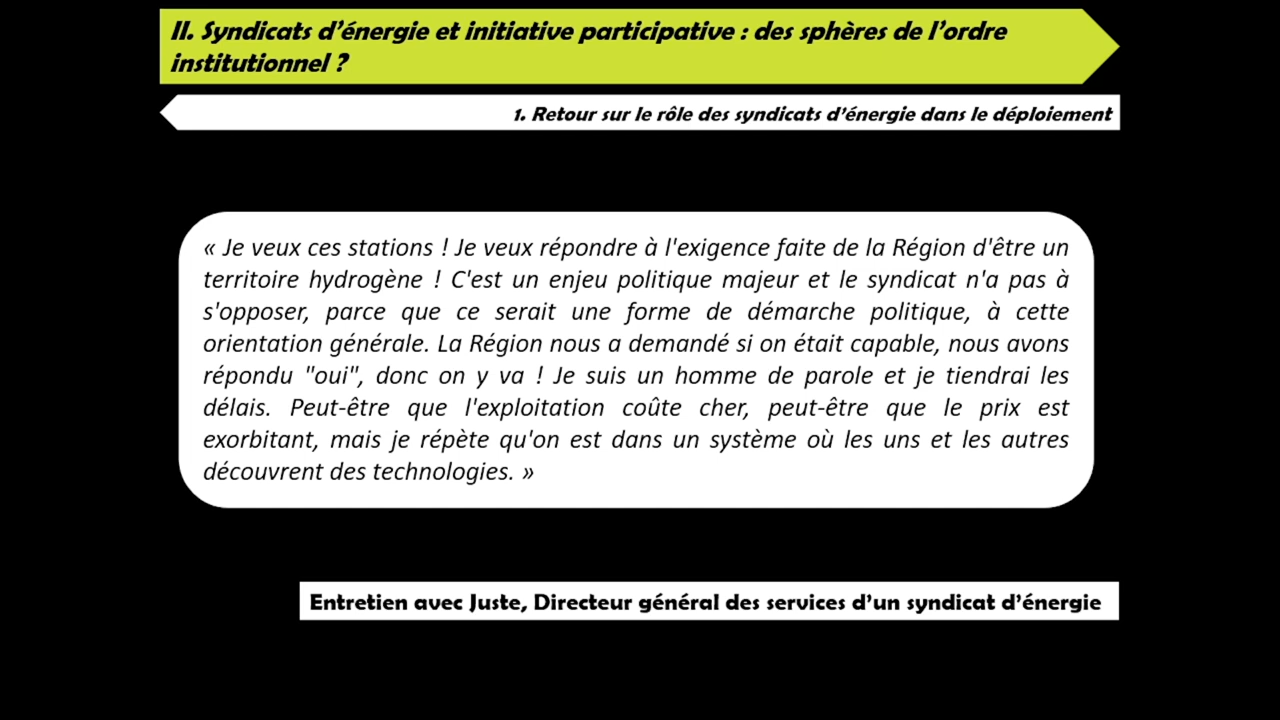 II. Syndicats d’énergie et initiative participative : des sphères de l’ordre
institutionnel ?
1. Retour sur le rôle des syndicats d’énergie dans le déploiement
« Je veux ces stations ! Je veux répondre à l'exigence faite de la Région d'être un
territoire hydrogène ! C'est un enjeu politique majeur et le syndicat n'a pas à
s'opposer, parce que ce serait une forme de démarche politique, à cette
orientation générale. La Région nous a demandé si on était capable, nous avons
répondu "oui", donc on y va ! Je suis un homme de parole et je tiendrai les
délais. Peut-être que l'exploitation coûte cher, peut-être que le prix est
exorbitant, mais je répète qu'on est dans un système où les uns et les autres
découvrent des technologies. »
Entretien avec Juste, Directeur général des services d’un syndicat d’énergie